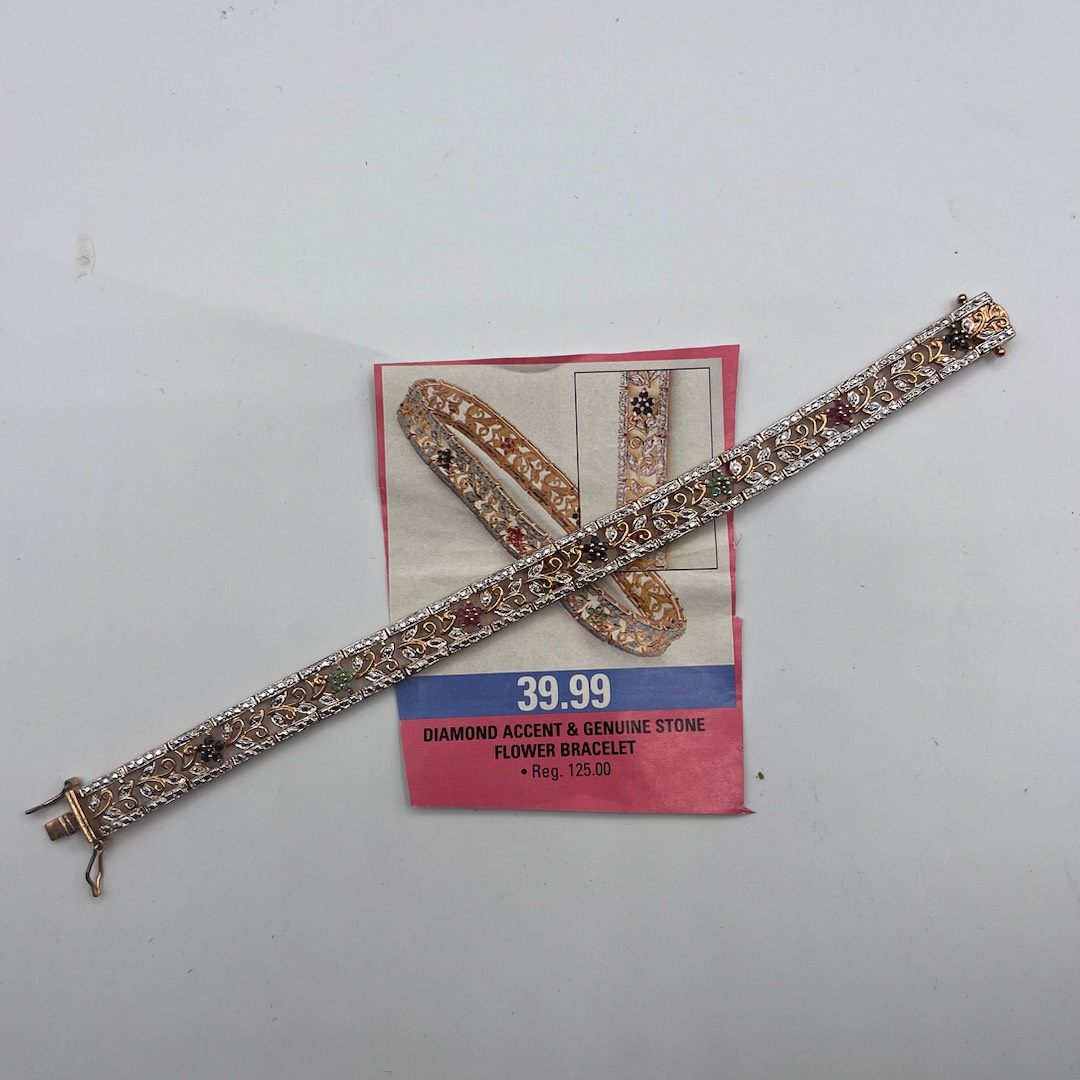 39.99
DIAMOND ACCENT & GENUINE STONE
FLOWER BRACELET
• Reg. 125.00